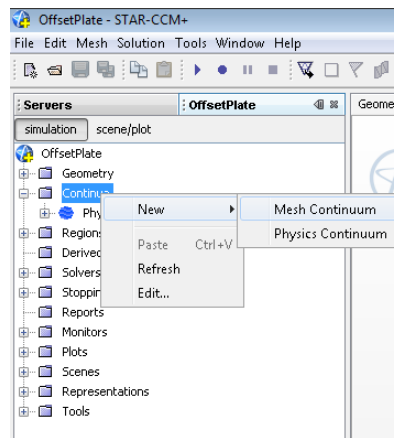 OffsetPlate - STAR-CCM+
File Edit Mesh Solution Tools Window Help
Servers OffsetPlate Geome
simulation scene/plot
OffsetPlate
Geometry
Continua
New Mesh Continuum
Phy
Physics Continuum
Regions
Paste Ctrl+V
Derived
Refresh
Solvers
Edit...
Stoppin
Reports
Monitors
Plots
Scenes
Representations
Tools